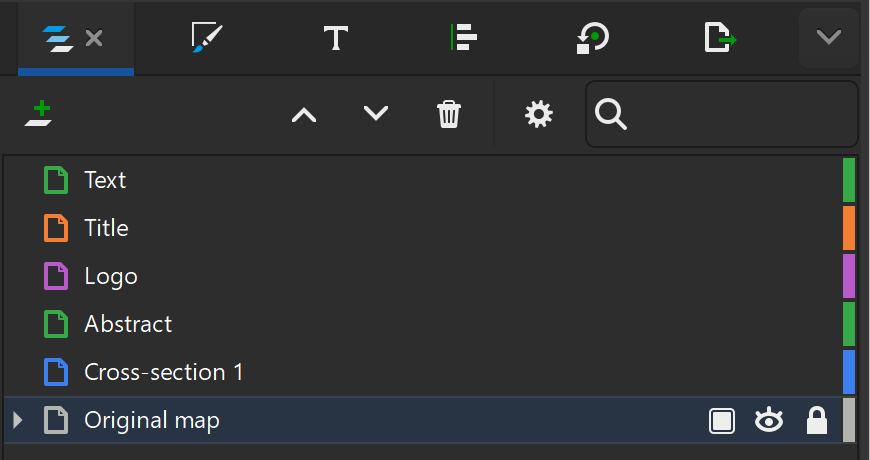 Text
Title
Logo
Abstract
Cross-section 1
Original map